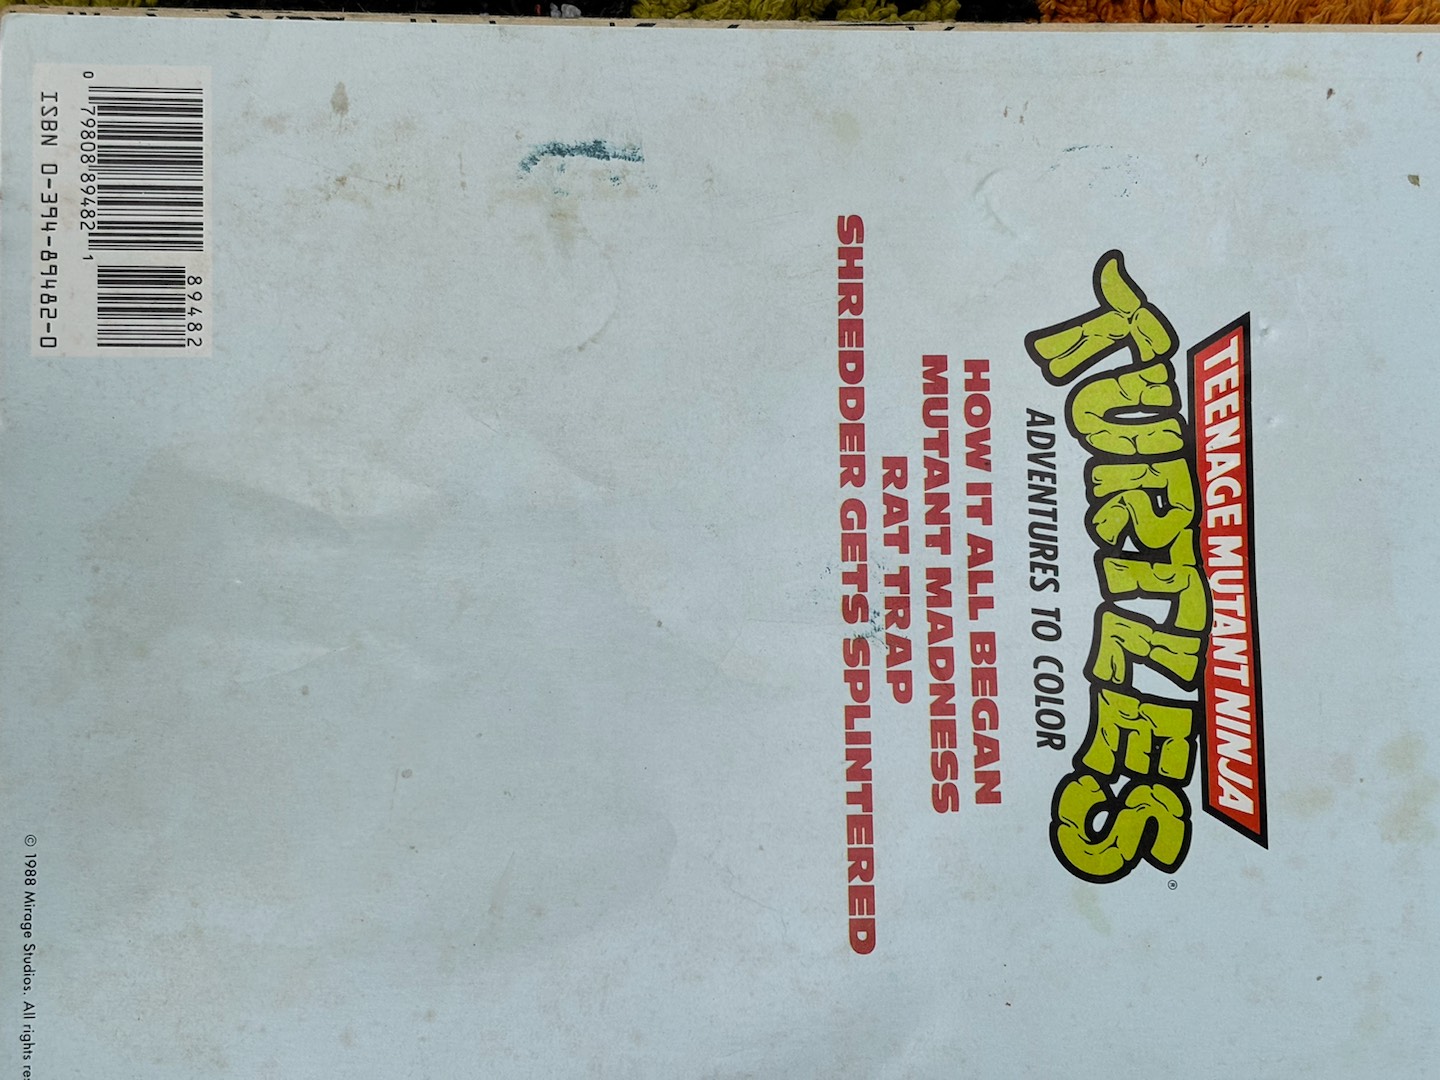 TEENAGE MUTANT NINJA
TURTLES®
ADVENTURES TO COLOR
HOW IT ALL BEGAN
MUTANT MADNESS
RAT TRAP
SHREDDER GETS SPLINTERED
89482
0 79808 89482 1
ISBN 0-394-89482-0
© 1988 Mirage Studios. All rights